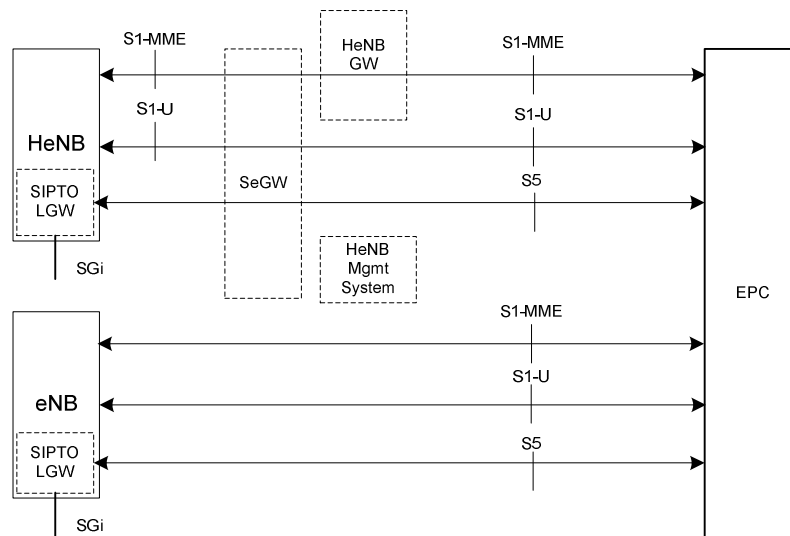 S1-MME
HeNB
GW
S1-MME
S1-U
S1-U
HeNB
SeGW
S5
SIPTO
LGW
SGi
HeNB
Mgmt
System
EPC
S1-MME
S1-U
eNB
S5
SIPTO
LGW
SGi